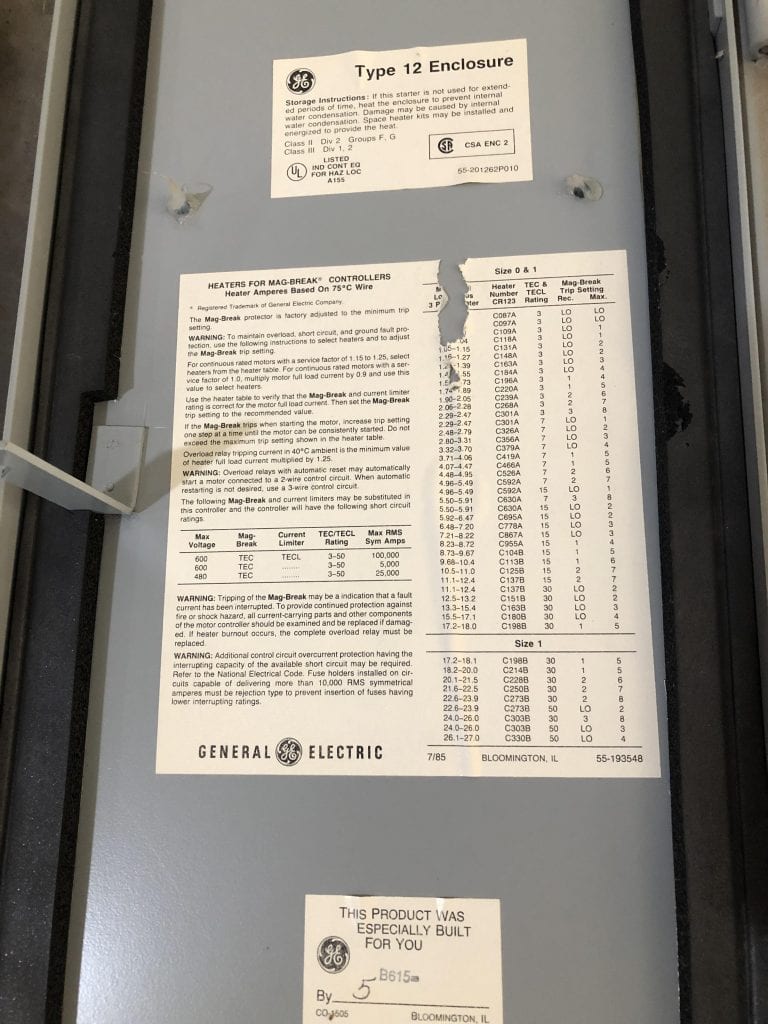 GE
Type 12 Enclosure
Storage Instructions: If this starter is not used for extend-
ed periods of time, heat the enclosure to prevent internal
water condensation. Damage may be caused by internal
water condensation. Space heater kits may be installed and
energized to provide the heat.
Class II Div 2 Groups F, G
Class III Div 1, 2
UL
LISTED
IND CONT EQ
FOR HAZ LOC
A155
SA CSA ENC 2
55-201262P010
HEATERS FOR MAG-BREAK® CONTROLLERS
Heater Amperes Based On 75°C Wire
* Registered Trademark of General Electric Company.
The Mag-Break protector is factory adjusted to the minimum trip
setting.
WARNING: To maintain overload, short circuit, and ground fault pro-
tection, use the following instructions to select heaters and to adjust
the Mag-Break trip setting.
For continuous rated motors with a service factor of 1.15 to 1.25, select
heaters from the heater table. For continuous rated motors with a ser-
vice factor of 1.0, multiply motor full load current by 0.9 and use this
value to select heaters.
Use the heater table to verify that the Mag-Break and current limiter
rating is correct for the motor full load current. Then set the Mag-Break
trip setting to the recommended value.
If the Mag-Break trips when starting the motor, increase trip setting
one step at a time until the motor can be consistently started. Do not
exceed the maximum trip setting shown in the heater table.
Overload relay tripping current in 40°C ambient is the minimum value
of heater full load current multiplied by 1.25.
WARNING: Overload relays with automatic reset may automatically
start a motor connected to a 2-wire control circuit. When automatic
restarting is not desired, use a 3-wire control circuit.
The following Mag-Break and current limiters may be substituted in
this controller and the controller will have the following short circuit
ratings.
Max Mag- Current TEC/TECL Max RMS
Voltage Break Limiter Rating Sym Amps
600 TEC TECL 3–50 100,000
600 TEC ........ 3–50 5,000
480 TEC ........ 3–50 25,000
WARNING: Tripping of the Mag-Break may be a indication that a fault
current has been interrupted. To provide continued protection against
fire or shock hazard, all current-carrying parts and other components
of the motor controller should be examined and be replaced if damag-
ed. If heater burnout occurs, the complete overload relay must be
replaced.
WARNING: Additional control circuit overcurrent protection having the
interrupting capacity of the available short circuit may be required.
Refer to the National Electrical Code. Fuse holders installed on cir-
cuits capable of delivering more than 10,000 RMS symmetrical
amperes must be rejection type to prevent insertion of fuses having
lower interrupting ratings.
GENERAL GE ELECTRIC
Size 0 & 1
Heater TEC & Mag-Break
Number TECL Trip Setting
3 P CR123 Rating Rec. Max.
C087A 3 LO LO
C097A 3 LO LO
C109A 3 LO 1
C118A 3 LO 1
1.05–1.15 C131A 3 LO 2
1.16–1.27 C148A 3 LO 2
1.39 C163A 3 LO 3
55 C184A 3 LO 4
73 C196A 3 1 4
1.74 1.89 C220A 3 1 5
1.90–2.05 C239A 3 2 6
2.06–2.28 C268A 3 2 7
2.29–2.47 C301A 3 3 8
2.29–2.47 C301A 7 LO 1
2.48–2.79 C326A 7 LO 2
2.80–3.31 C356A 7 LO 3
3.32–3.70 C379A 7 LO 4
3.71–4.06 C419A 7 1 5
4.07–4.47 C466A 7 1 5
4.48–4.95 C526A 7 2 6
4.96–5.49 C592A 7 2 7
4.96–5.49 C592A 15 LO 1
5.50–5.91 C630A 7 3 8
5.50–5.91 C630A 15 LO 2
5.92–6.47 C695A 15 LO 2
6.48–7.20 C778A 15 LO 3
7.21–8.22 C867A 15 LO 3
8.23–8.72 C955A 15 1 4
8.73–9.67 C104B 15 1 5
9.68–10.4 C113B 15 1 6
10.5–11.0 C125B 15 2 7
11.1–12.4 C137B 15 2 7
11.1–12.4 C137B 30 LO 2
12.5–13.2 C151B 30 LO 2
13.3–15.4 C163B 30 LO 3
15.5–17.1 C180B 30 LO 4
17.2–18.0 C198B 30 1 5
Size 1
17.2–18.1 C198B 30 1 5
18.2–20.0 C214B 30 1 5
20.1–21.5 C228B 30 2 6
21.6–22.5 C250B 30 2 7
22.6–23.9 C273B 30 2 8
22.6–23.9 C273B 50 LO 2
24.0–26.0 C303B 30 3 8
24.0–26.0 C303B 50 LO 3
26.1–27.0 C330B 50 LO 4
7/85 BLOOMINGTON, IL 55-193548
THIS PRODUCT WAS
ESPECIALLY BUILT
FOR YOU
GE
B615
By 5
CO-1505 BLOOMINGTON, IL